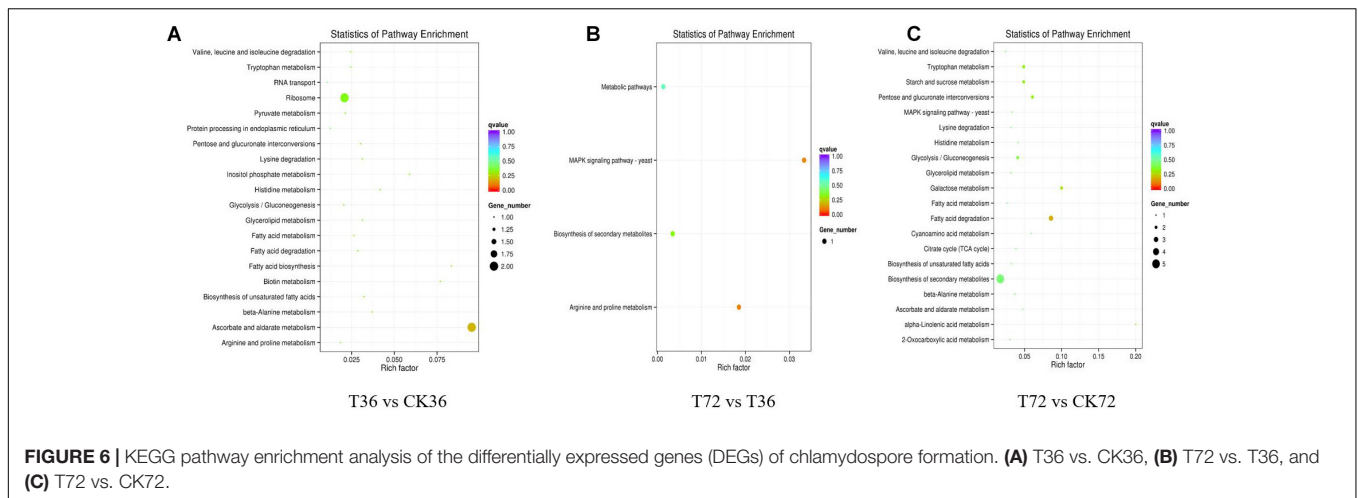 A
Statistics of Pathway Enrichment
Valine, leucine and isoleucine degradation
Tryptophan metabolism
RNA transport
Ribosome
Pyruvate metabolism
Protein processing in endoplasmic reticulum
Pentose and glucuronate interconversions
Lysine degradation
Inositol phosphate metabolism
Histidine metabolism
Glycolysis / Gluconeogenesis
Glycerolipid metabolism
Fatty acid metabolism
Fatty acid degradation
Fatty acid biosynthesis
Biotin metabolism
Biosynthesis of unsaturated fatty acids
beta-Alanine metabolism
Ascorbate and aldarate metabolism
Arginine and proline metabolism
0.025 0.050 0.075
Rich factor
qvalue
1.00
0.75
0.50
0.25
0.00
Gene_number
1.00
1.25
1.50
1.75
2.00
T36 vs CK36
B
Statistics of Pathway Enrichment
Metabolic pathways
MAPK signaling pathway - yeast
Biosynthesis of secondary metabolites
Arginine and proline metabolism
0.00 0.01 0.02 0.03
Rich factor
qvalue
1.00
0.75
0.50
0.25
0.00
Gene_number
1
T72 vs T36
C
Statistics of Pathway Enrichment
Valine, leucine and isoleucine degradation
Tryptophan metabolism
Starch and sucrose metabolism
Pentose and glucuronate interconversions
MAPK signaling pathway - yeast
Lysine degradation
Histidine metabolism
Glycolysis / Gluconeogenesis
Glycerolipid metabolism
Galactose metabolism
Fatty acid metabolism
Fatty acid degradation
Cyanoamino acid metabolism
Citrate cycle (TCA cycle)
Biosynthesis of unsaturated fatty acids
Biosynthesis of secondary metabolites
beta-Alanine metabolism
Ascorbate and aldarate metabolism
alpha-Linolenic acid metabolism
2-Oxocarboxylic acid metabolism
0.05 0.10 0.15 0.20
Rich factor
qvalue
1.00
0.75
0.50
0.25
0.00
Gene_number
1
2
3
4
5
T72 vs CK72
FIGURE 6 | KEGG pathway enrichment analysis of the differentially expressed genes (DEGs) of chlamydospore formation. (A) T36 vs. CK36, (B) T72 vs. T36, and
(C) T72 vs. CK72.